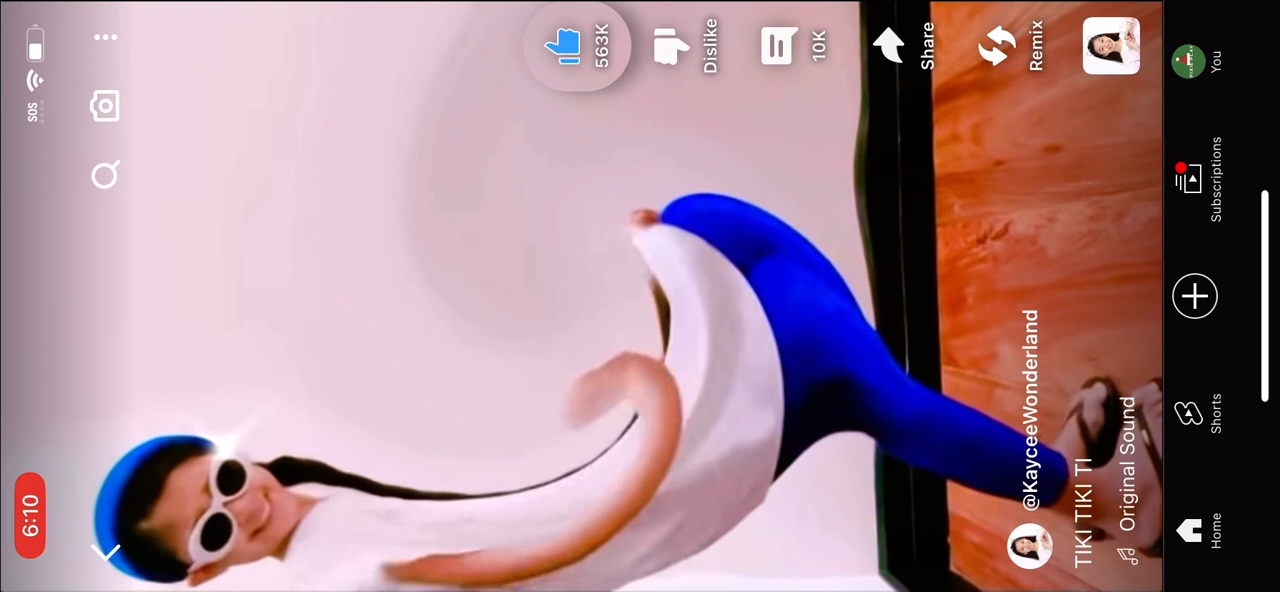 6:10
SOS
563K
Dislike
10K
Share
Remix
@KayceeWonderland
TIKI TIKI TI
Original Sound
Home
Shorts
Subscriptions
You